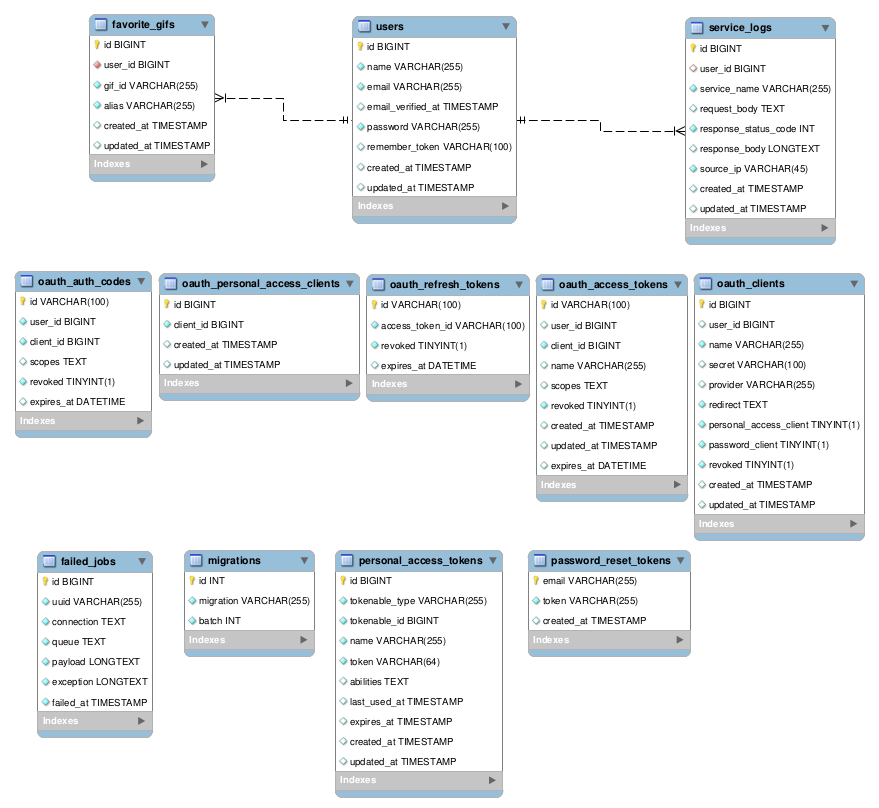 favorite_gifs
id BIGINT
user_id BIGINT
gif_id VARCHAR(255)
alias VARCHAR(255)
created_at TIMESTAMP
updated_at TIMESTAMP
Indexes
users
id BIGINT
name VARCHAR(255)
email VARCHAR(255)
email_verified_at TIMESTAMP
password VARCHAR(255)
remember_token VARCHAR(100)
created_at TIMESTAMP
updated_at TIMESTAMP
Indexes
service_logs
id BIGINT
user_id BIGINT
service_name VARCHAR(255)
request_body TEXT
response_status_code INT
response_body LONGTEXT
source_ip VARCHAR(45)
created_at TIMESTAMP
updated_at TIMESTAMP
Indexes
oauth_auth_codes
id VARCHAR(100)
user_id BIGINT
client_id BIGINT
scopes TEXT
revoked TINYINT(1)
expires_at DATETIME
Indexes
oauth_personal_access_clients
id BIGINT
client_id BIGINT
created_at TIMESTAMP
updated_at TIMESTAMP
Indexes
oauth_refresh_tokens
id VARCHAR(100)
access_token_id VARCHAR(100)
revoked TINYINT(1)
expires_at DATETIME
Indexes
oauth_access_tokens
id VARCHAR(100)
user_id BIGINT
client_id BIGINT
name VARCHAR(255)
scopes TEXT
revoked TINYINT(1)
created_at TIMESTAMP
updated_at TIMESTAMP
expires_at DATETIME
Indexes
oauth_clients
id BIGINT
user_id BIGINT
name VARCHAR(255)
secret VARCHAR(100)
provider VARCHAR(255)
redirect TEXT
personal_access_client TINYINT(1)
password_client TINYINT(1)
revoked TINYINT(1)
created_at TIMESTAMP
updated_at TIMESTAMP
Indexes
failed_jobs
id BIGINT
uuid VARCHAR(255)
connection TEXT
queue TEXT
payload LONGTEXT
exception LONGTEXT
failed_at TIMESTAMP
Indexes
migrations
id INT
migration VARCHAR(255)
batch INT
Indexes
personal_access_tokens
id BIGINT
tokenable_type VARCHAR(255)
tokenable_id BIGINT
name VARCHAR(255)
token VARCHAR(64)
abilities TEXT
last_used_at TIMESTAMP
expires_at TIMESTAMP
created_at TIMESTAMP
updated_at TIMESTAMP
Indexes
password_reset_tokens
email VARCHAR(255)
token VARCHAR(255)
created_at TIMESTAMP
Indexes